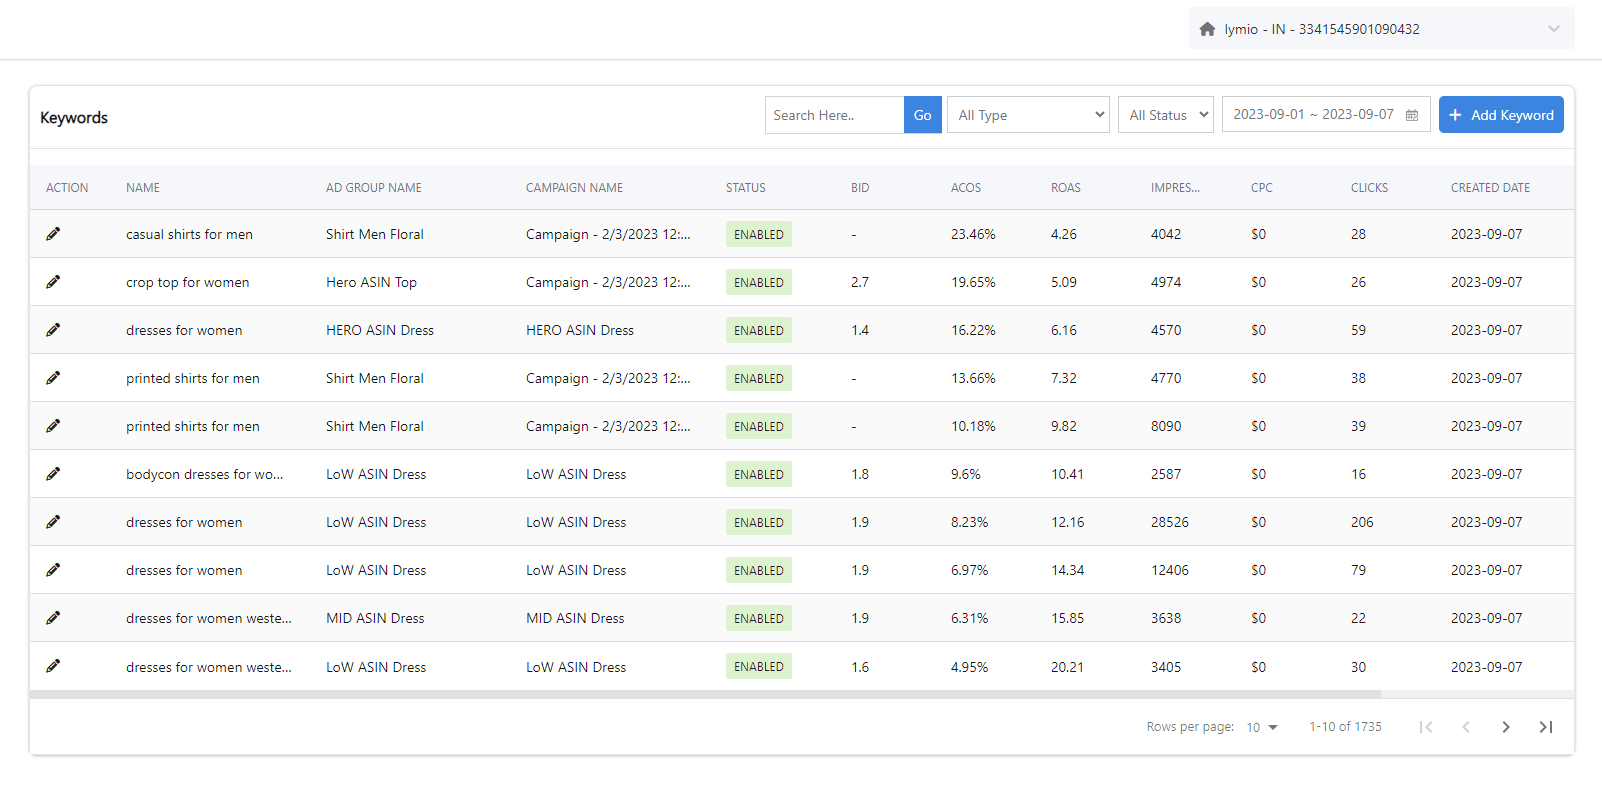 lymio - IN - 3341545901090432
Keywords
Search Here..
Go
All Type
All Status
2023-09-01 ~ 2023-09-07
+ Add Keyword
ACTION NAME AD GROUP NAME CAMPAIGN NAME STATUS BID ACOS ROAS IMPRES... CPC CLICKS CREATED DATE
casual shirts for men Shirt Men Floral Campaign - 2/3/2023 12:... ENABLED - 23.46% 4.26 4042 $0 28 2023-09-07
crop top for women Hero ASIN Top Campaign - 2/3/2023 12:... ENABLED 2.7 19.65% 5.09 4974 $0 26 2023-09-07
dresses for women HERO ASIN Dress HERO ASIN Dress ENABLED 1.4 16.22% 6.16 4570 $0 59 2023-09-07
printed shirts for men Shirt Men Floral Campaign - 2/3/2023 12:... ENABLED - 13.66% 7.32 4770 $0 38 2023-09-07
printed shirts for men Shirt Men Floral Campaign - 2/3/2023 12:... ENABLED - 10.18% 9.82 8090 $0 39 2023-09-07
bodycon dresses for wo... LoW ASIN Dress LoW ASIN Dress ENABLED 1.8 9.6% 10.41 2587 $0 16 2023-09-07
dresses for women LoW ASIN Dress LoW ASIN Dress ENABLED 1.9 8.23% 12.16 28526 $0 206 2023-09-07
dresses for women LoW ASIN Dress LoW ASIN Dress ENABLED 1.9 6.97% 14.34 12406 $0 79 2023-09-07
dresses for women weste... MID ASIN Dress MID ASIN Dress ENABLED 1.9 6.31% 15.85 3638 $0 22 2023-09-07
dresses for women weste... LoW ASIN Dress LoW ASIN Dress ENABLED 1.6 4.95% 20.21 3405 $0 30 2023-09-07
Rows per page: 10 1-10 of 1735